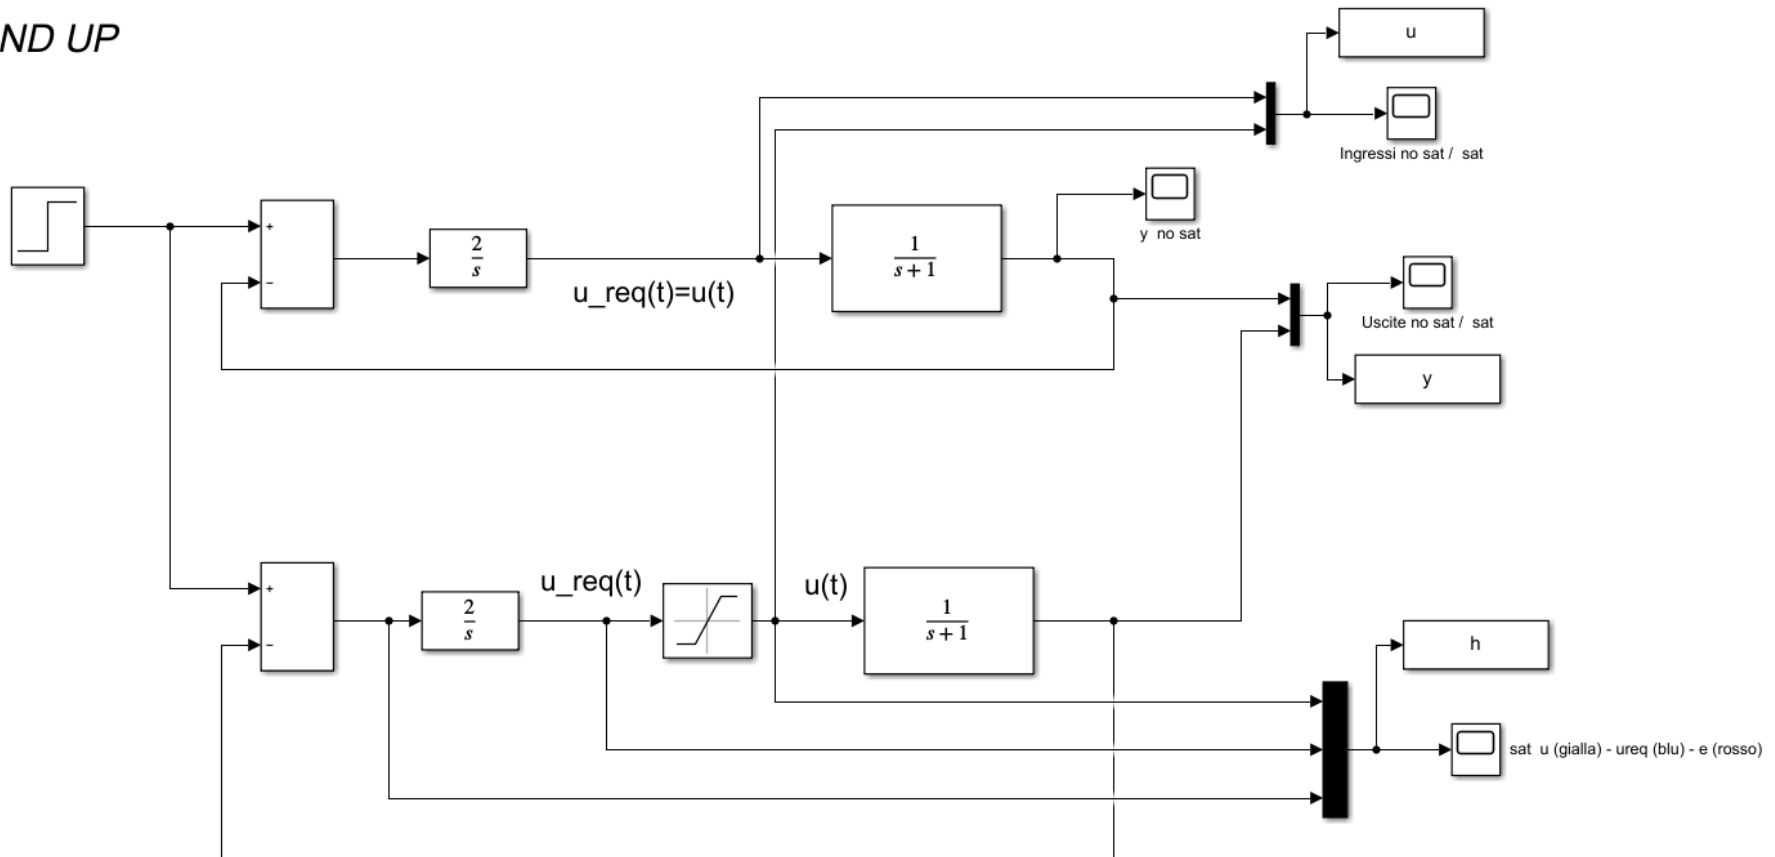 ND UP
u
Ingressi no sat /  sat
y  no sat
+
-
2
s
u_req(t)=u(t)
1
s + 1
Uscite no sat /  sat
y
+
-
2
s
u_req(t)
u(t)
1
s + 1
h
sat  u (gialla) - ureq (blu) - e (rosso)